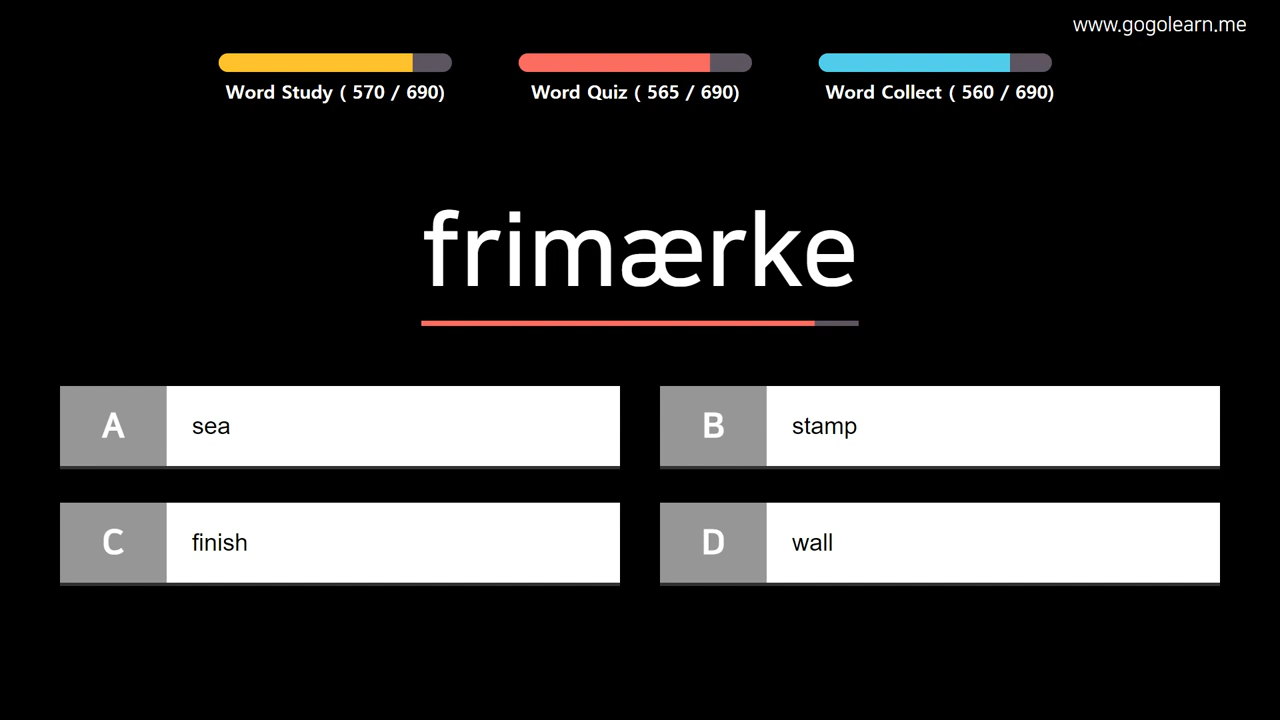 www.gogolearn.me
Word Study ( 570 / 690)
Word Quiz ( 565 / 690)
Word Collect ( 560 / 690)
frimærke
A
sea
B
stamp
C
finish
D
wall